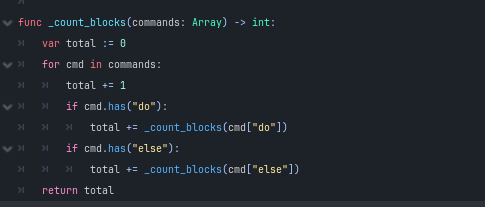 func _count_blocks(commands: Array) -> int:
var total := 0
for cmd in commands:
total += 1
if cmd.has("do"):
total += _count_blocks(cmd["do"])
if cmd.has("else"):
total += _count_blocks(cmd["else"])
return total